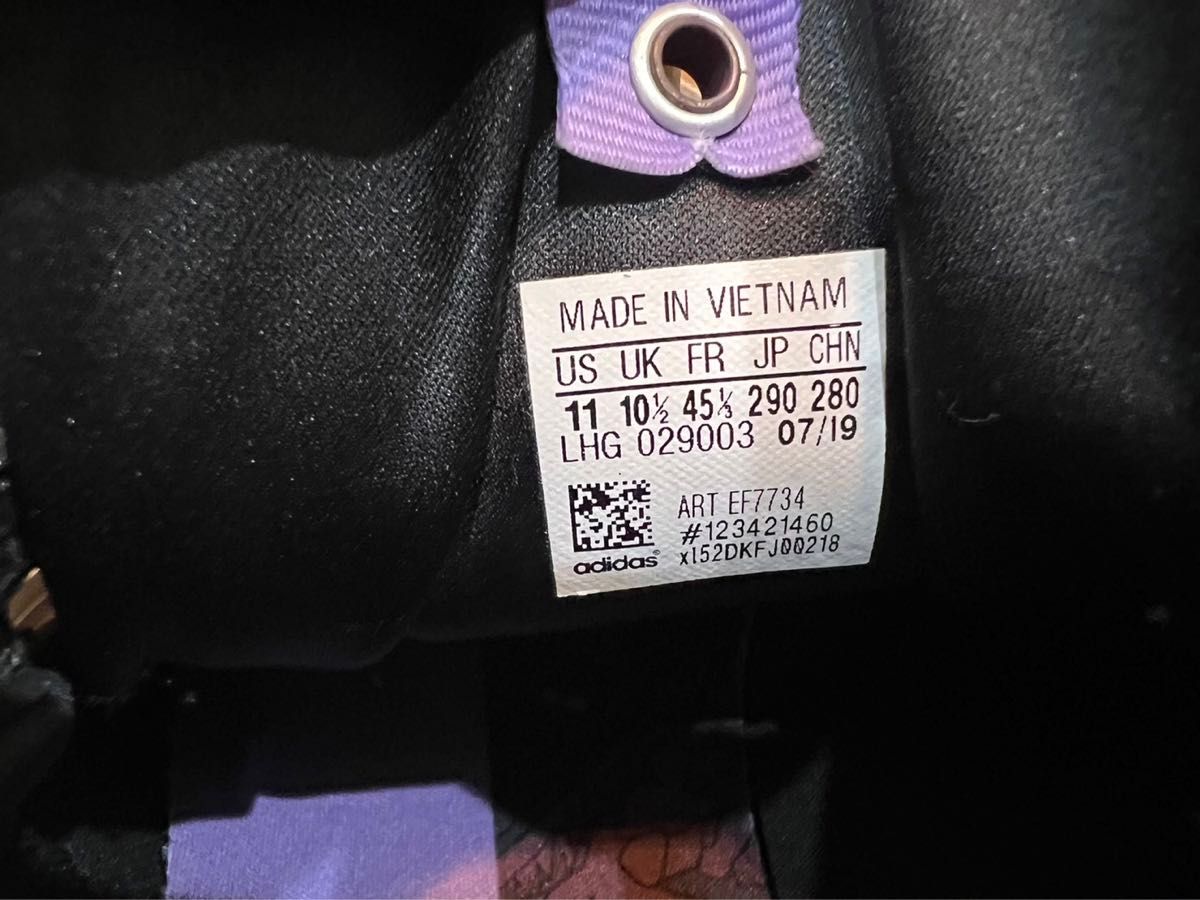 MADE IN VIETNAM
US UK FR JP CHN
11 10½ 45⅓ 290 280
LHG 029003 07/19
ART EF7734
#123421460
x152DKFJ00218
adidas®